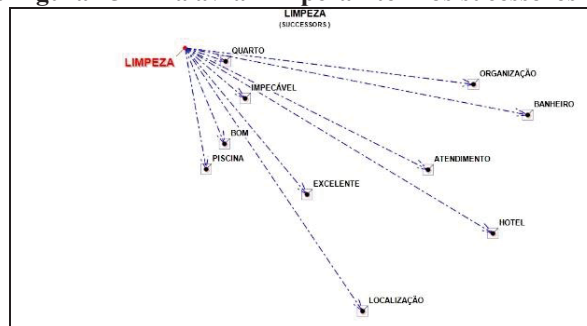 LIMPEZA
(SUCCESSORS)
LIMPEZA
QUARTO
ORGANIZAÇÃO
IMPECÁVEL
BANHEIRO
BOM
PISCINA
ATENDIMENTO
EXCELENTE
HOTEL
LOCALIZAÇÃO